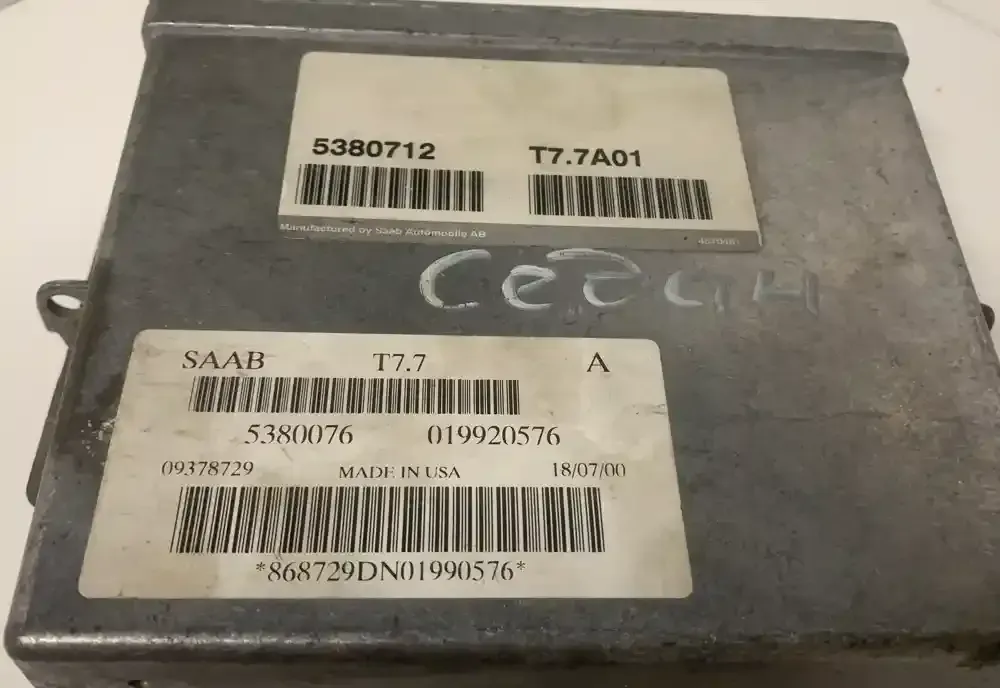 5380712 T7.7A01
Manufactured by Saab Automobile AB
SAAB T7.7 A
5380076 019920576
09378729 MADE IN USA 18/07/00
*868729DN01990576*